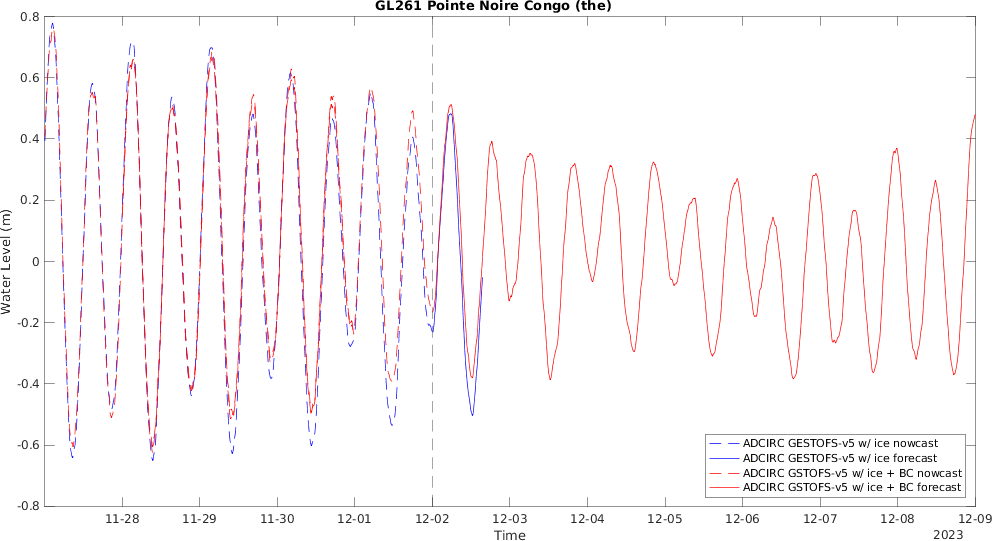 GL261 Pointe Noire Congo (the)
Water Level (m)
0.8
0.6
0.4
0.2
0
-0.2
-0.4
-0.6
-0.8
ADCIRC GESTOFS-v5 w/ ice nowcast
ADCIRC GESTOFS-v5 w/ ice forecast
ADCIRC GSTOFS-v5 w/ ice + BC nowcast
ADCIRC GSTOFS-v5 w/ ice + BC forecast
11-28 11-29 11-30 12-01 12-02 12-03 12-04 12-05 12-06 12-07 12-08 12-09
Time
2023